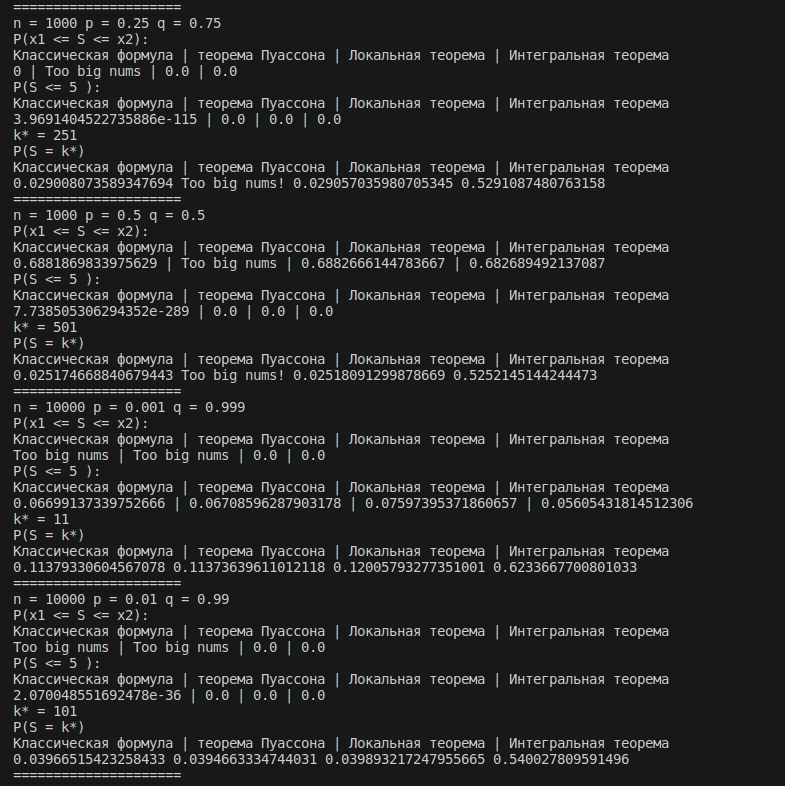 =====================
n = 1000 p = 0.25 q = 0.75
P(x1 <= S <= x2):
Классическая формула | теорема Пуассона | Локальная теорема | Интегральная теорема
0 | Too big nums | 0.0 | 0.0
P(S <= 5 ):
Классическая формула | теорема Пуассона | Локальная теорема | Интегральная теорема
3.9691404522735886e-115 | 0.0 | 0.0 | 0.0
k* = 251
P(S = k*)
Классическая формула | теорема Пуассона | Локальная теорема | Интегральная теорема
0.029008073589347694 Too big nums! 0.029057035980705345 0.5291087480763158
=====================
n = 1000 p = 0.5 q = 0.5
P(x1 <= S <= x2):
Классическая формула | теорема Пуассона | Локальная теорема | Интегральная теорема
0.6881869833975629 | Too big nums | 0.6882666144783667 | 0.682689492137087
P(S <= 5 ):
Классическая формула | теорема Пуассона | Локальная теорема | Интегральная теорема
7.738505306294352e-289 | 0.0 | 0.0 | 0.0
k* = 501
P(S = k*)
Классическая формула | теорема Пуассона | Локальная теорема | Интегральная теорема
0.025174668840679443 Too big nums! 0.02518091299878669 0.5252145144244473
=====================
n = 10000 p = 0.001 q = 0.999
P(x1 <= S <= x2):
Классическая формула | теорема Пуассона | Локальная теорема | Интегральная теорема
Too big nums | Too big nums | 0.0 | 0.0
P(S <= 5 ):
Классическая формула | теорема Пуассона | Локальная теорема | Интегральная теорема
0.06699137339752666 | 0.06708596287903178 | 0.07597395371860657 | 0.05605431814512306
k* = 11
P(S = k*)
Классическая формула | теорема Пуассона | Локальная теорема | Интегральная теорема
0.11379330604567078 0.11373639611012118 0.12005793277351001 0.6233667700801033
=====================
n = 10000 p = 0.01 q = 0.99
P(x1 <= S <= x2):
Классическая формула | теорема Пуассона | Локальная теорема | Интегральная теорема
Too big nums | Too big nums | 0.0 | 0.0
P(S <= 5 ):
Классическая формула | теорема Пуассона | Локальная теорема | Интегральная теорема
2.070048551692478e-36 | 0.0 | 0.0 | 0.0
k* = 101
P(S = k*)
Классическая формула | теорема Пуассона | Локальная теорема | Интегральная теорема
0.03966515423258433 0.0394663334744031 0.039893217247955665 0.540027809591496
=====================